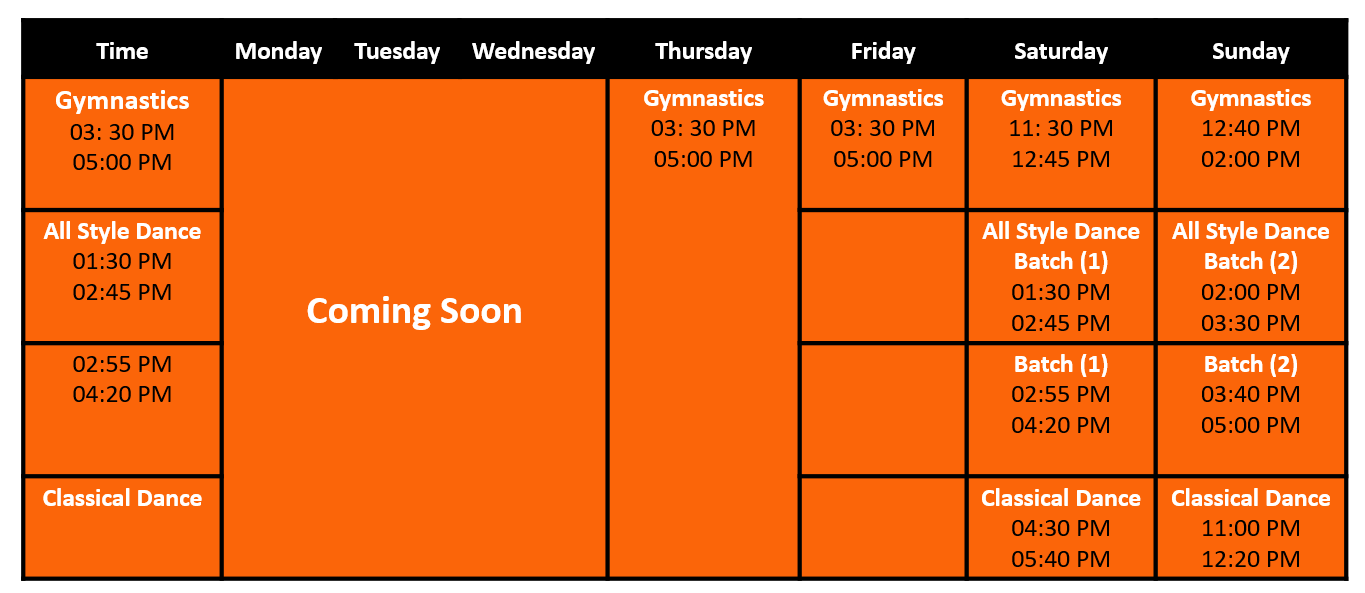 Time Monday Tuesday Wednesday Thursday Friday Saturday Sunday
Gymnastics
03: 30 PM
05:00 PM
Coming Soon
Gymnastics
03: 30 PM
05:00 PM
Gymnastics
03: 30 PM
05:00 PM
Gymnastics
11: 30 PM
12:45 PM
Gymnastics
12:40 PM
02:00 PM
All Style Dance
01:30 PM
02:45 PM
All Style Dance
Batch (1)
01:30 PM
02:45 PM
All Style Dance
Batch (2)
02:00 PM
03:30 PM
02:55 PM
04:20 PM
Batch (1)
02:55 PM
04:20 PM
Batch (2)
03:40 PM
05:00 PM
Classical Dance
Classical Dance
04:30 PM
05:40 PM
Classical Dance
11:00 PM
12:20 PM